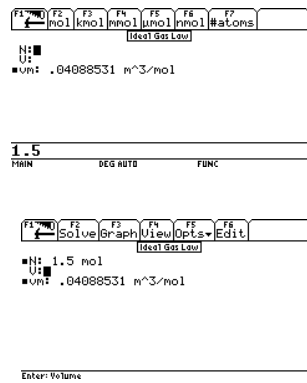 F1 F2 F3 F4 F5 F6 F7
mol kmol mmol µmol nmol #atoms
Ideal Gas Law
N:
V:
▪vm: .04088531 m^3/mol
1.5
MAIN DEG AUTO FUNC
F1 F2 F3 F4 F5 F6
Solve Graph View Opts▾ Edit
Ideal Gas Law
▪N: 1.5 mol
V:
▪vm: .04088531 m^3/mol
Enter: Volume